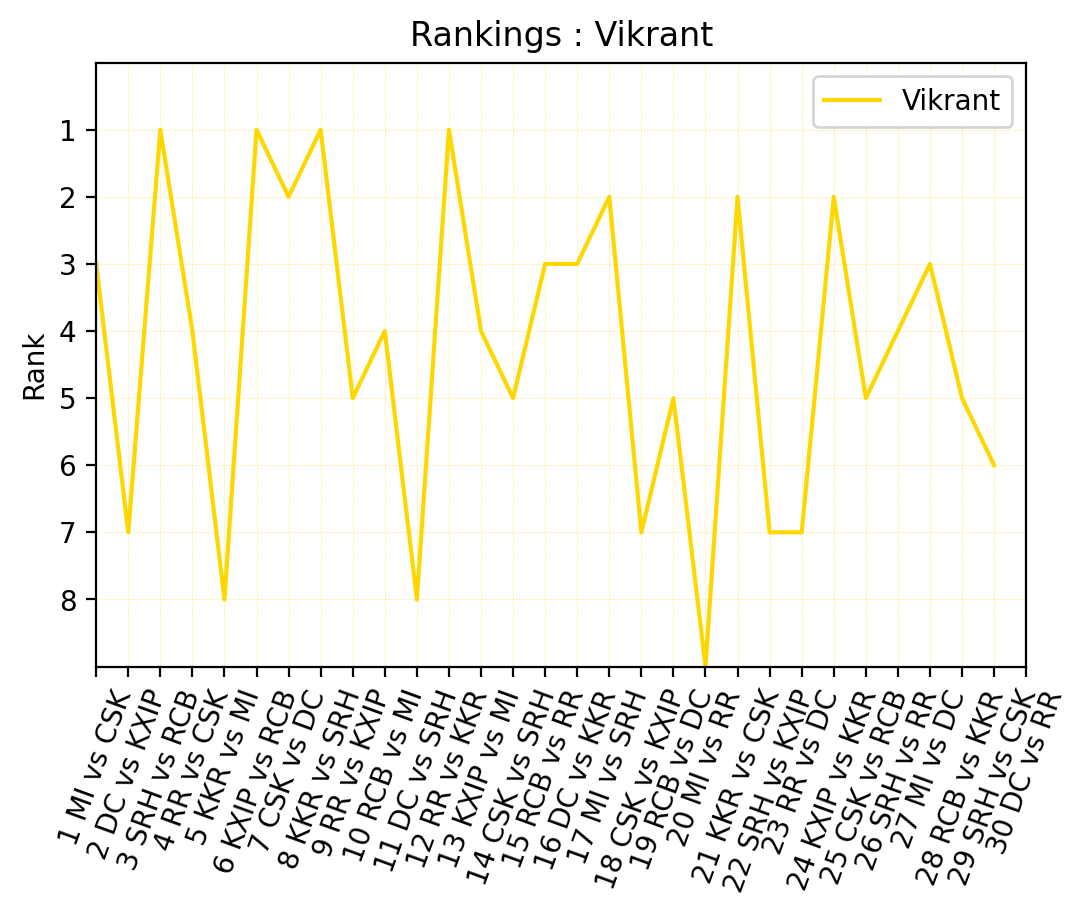 Rankings : Vikrant
Vikrant
Rank
1
2
3
4
5
6
7
8
1 MI vs CSK
2 DC vs KXIP
3 SRH vs RCB
4 RR vs CSK
5 KKR vs MI
6 KXIP vs RCB
7 CSK vs DC
8 KKR vs SRH
9 RR vs KXIP
10 RCB vs MI
11 DC vs SRH
12 RR vs KKR
13 KXIP vs MI
14 CSK vs SRH
15 RCB vs RR
16 DC vs KKR
17 MI vs SRH
18 CSK vs KXIP
19 RCB vs DC
20 MI vs RR
21 KKR vs CSK
22 SRH vs KXIP
23 RR vs DC
24 KXIP vs KKR
25 CSK vs RCB
26 SRH vs RR
27 MI vs DC
28 RCB vs KKR
29 SRH vs CSK
30 DC vs RR